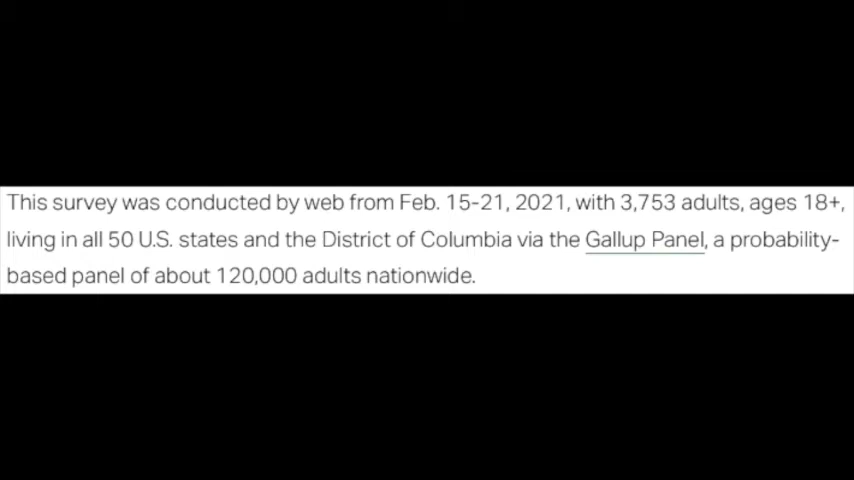 This survey was conducted by web from Feb. 15-21, 2021, with 3,753 adults, ages 18+,
living in all 50 U.S. states and the District of Columbia via the Gallup Panel, a probability-
based panel of about 120,000 adults nationwide.